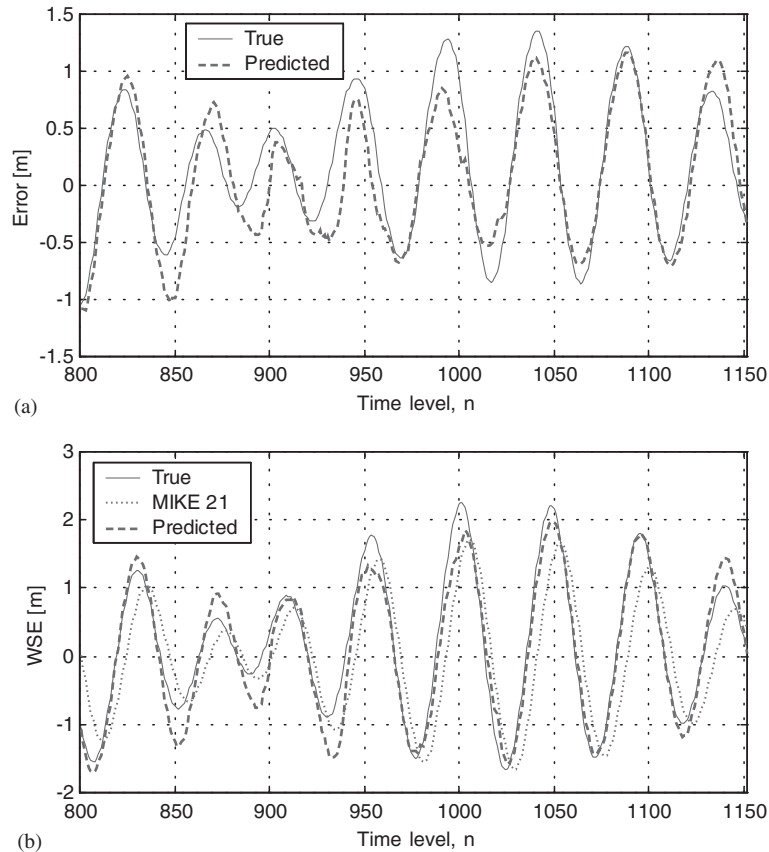 1.5
True
Predicted
1
0.5
0
-0.5
-1
-1.5
Error [m]
800 850 900 950 1000 1050 1100 1150
Time level, n
(a)
3
True
MIKE 21
Predicted
2
1
0
-1
-2
WSE [m]
800 850 900 950 1000 1050 1100 1150
Time level, n
(b)